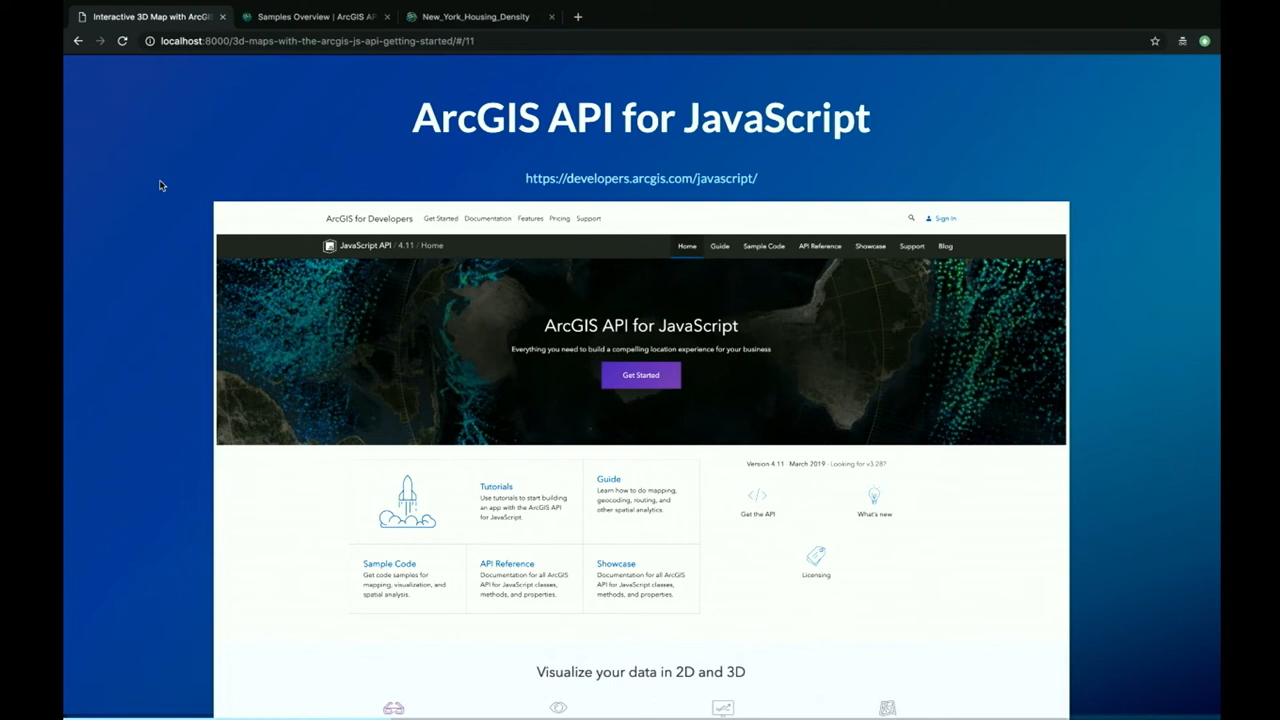 Interactive 3D Map with ArcGI
Samples Overview | ArcGIS AP
New_York_Housing_Density
localhost:8000/3d-maps-with-the-arcgis-js-api-getting-started/#/11
ArcGIS API for JavaScript
https://developers.arcgis.com/javascript/
ArcGIS for Developers Get Started Documentation Features Pricing Support Sign In
JavaScript API / 4.11 / Home Home Guide Sample Code API Reference Showcase Support Blog
ArcGIS API for JavaScript
Everything you need to build a compelling location experience for your business
Get Started
Tutorials
Use tutorials to start building
an app with the ArcGIS API
for JavaScript.
Guide
Learn how to do mapping,
geocoding, routing, and
other spatial analytics.
Version 4.11 · March 2019 · Looking for v3.28?
Get the API
What's new
Licensing
Sample Code
Get code samples for
mapping, visualization, and
spatial analysis.
API Reference
Documentation for all ArcGIS
API for JavaScript classes,
methods, and properties.
Showcase
Documentation for all ArcGIS
API for JavaScript classes,
methods, and properties.
Visualize your data in 2D and 3D